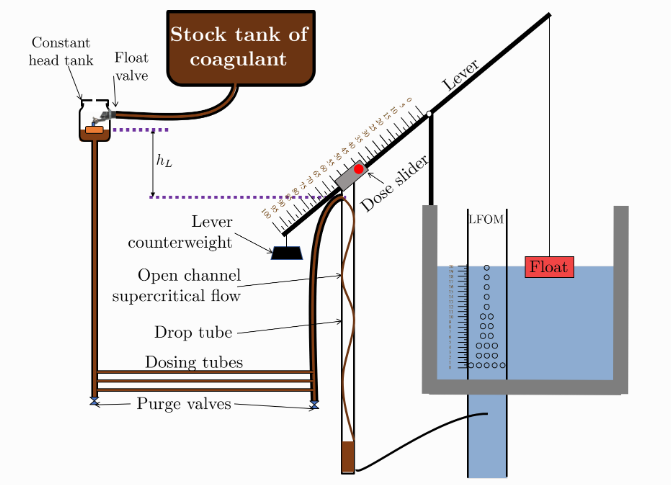 Stock tank of
coagulant
Constant
head tank
Float
valve
Lever
h_L
Dose slider
LFOM
Lever
counterweight
Float
Open channel
supercritical flow
Drop tube
Dosing tubes
Purge valves